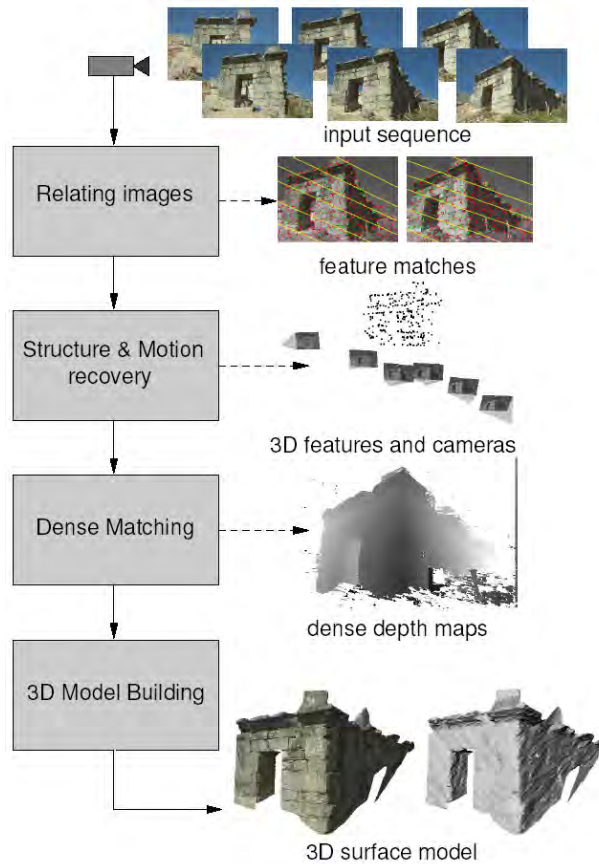 input sequence
Relating images
feature matches
Structure & Motion
recovery
3D features and cameras
Dense Matching
dense depth maps
3D Model Building
3D surface model